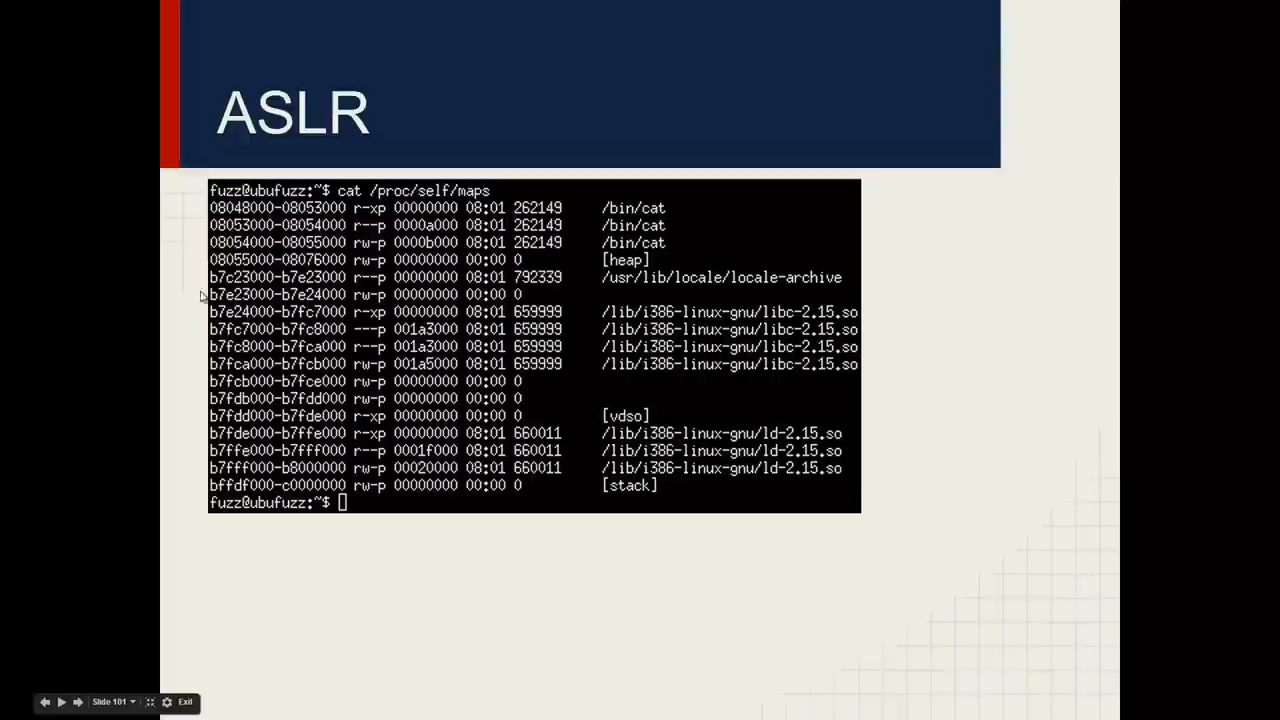 ASLR
fuzz@ubufuzz:~$ cat /proc/self/maps
08048000-08053000 r-xp 00000000 08:01 262149 /bin/cat
08053000-08054000 r--p 0000a000 08:01 262149 /bin/cat
08054000-08055000 rw-p 0000b000 08:01 262149 /bin/cat
08055000-08076000 rw-p 00000000 00:00 0 [heap]
b7c23000-b7e23000 r--p 00000000 08:01 792339 /usr/lib/locale/locale-archive
b7e23000-b7e24000 rw-p 00000000 00:00 0
b7e24000-b7fc7000 r-xp 00000000 08:01 659999 /lib/i386-linux-gnu/libc-2.15.so
b7fc7000-b7fc8000 ---p 001a3000 08:01 659999 /lib/i386-linux-gnu/libc-2.15.so
b7fc8000-b7fca000 r--p 001a3000 08:01 659999 /lib/i386-linux-gnu/libc-2.15.so
b7fca000-b7fcb000 rw-p 001a5000 08:01 659999 /lib/i386-linux-gnu/libc-2.15.so
b7fcb000-b7fce000 rw-p 00000000 00:00 0
b7fdb000-b7fdd000 rw-p 00000000 00:00 0
b7fdd000-b7fde000 r-xp 00000000 00:00 0 [vdso]
b7fde000-b7ffe000 r-xp 00000000 08:01 660011 /lib/i386-linux-gnu/ld-2.15.so
b7ffe000-b7fff000 r--p 0001f000 08:01 660011 /lib/i386-linux-gnu/ld-2.15.so
b7fff000-b8000000 rw-p 00020000 08:01 660011 /lib/i386-linux-gnu/ld-2.15.so
bffdf000-c0000000 rw-p 00000000 00:00 0 [stack]
fuzz@ubufuzz:~$
Slide 101 Exit